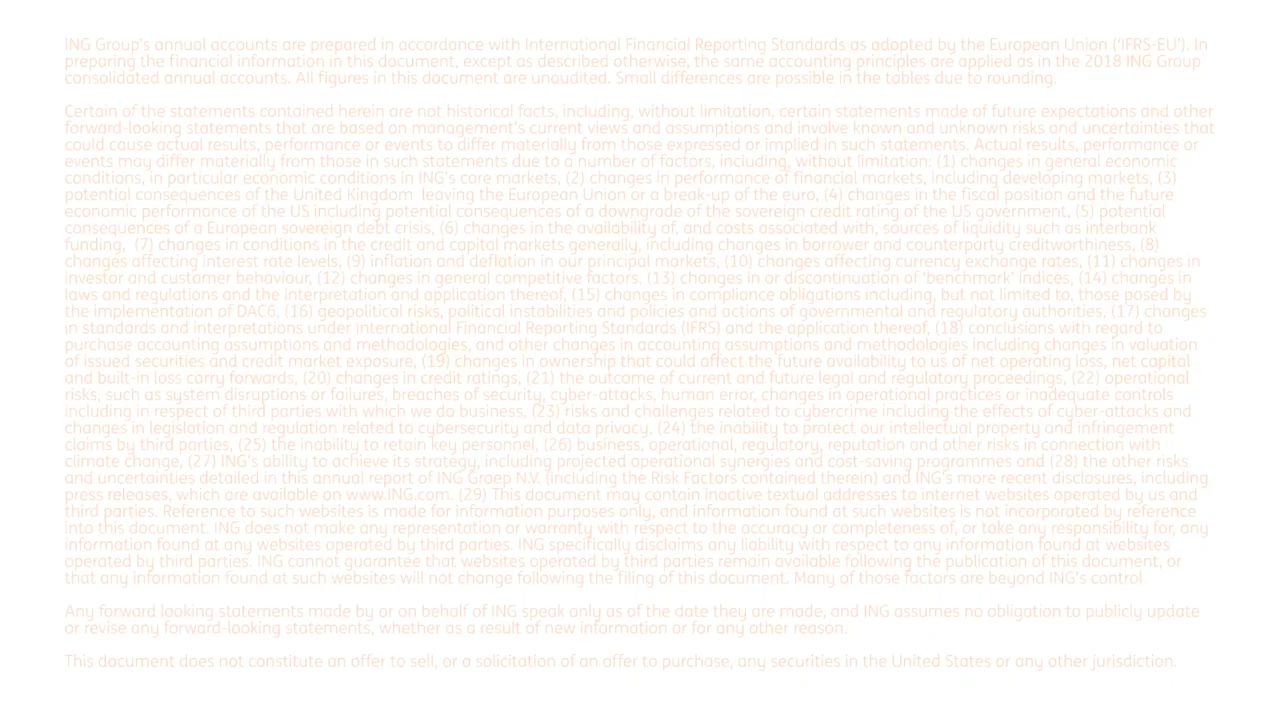 ING Group's annual accounts are prepared in accordance with International Financial Reporting Standards as adopted by the European Union ('IFRS-EU'). In
preparing the financial information in this document, except as described otherwise, the same accounting principles are applied as in the 2018 ING Group
consolidated annual accounts. All figures in this document are unaudited. Small differences are possible in the tables due to rounding.
Certain of the statements contained herein are not historical facts, including, without limitation, certain statements made of future expectations and other
forward-looking statements that are based on management's current views and assumptions and involve known and unknown risks and uncertainties that
could cause actual results, performance or events to differ materially from those expressed or implied in such statements. Actual results, performance or
events may differ materially from those in such statements due to a number of factors, including, without limitation: (1) changes in general economic
conditions, in particular economic conditions in ING's core markets, (2) changes in performance of financial markets, including developing markets, (3)
potential consequences of the United Kingdom leaving the European Union or a break-up of the euro, (4) changes in the fiscal position and the future
economic performance of the US including potential consequences of a downgrade of the sovereign credit rating of the US government, (5) potential
consequences of a European sovereign debt crisis, (6) changes in the availability of, and costs associated with, sources of liquidity such as interbank
funding, (7) changes in conditions in the credit and capital markets generally, including changes in borrower and counterparty creditworthiness, (8)
changes affecting interest rate levels, (9) inflation and deflation in our principal markets, (10) changes affecting currency exchange rates, (11) changes in
investor and customer behaviour, (12) changes in general competitive factors, (13) changes in or discontinuation of 'benchmark' indices, (14) changes in
laws and regulations and the interpretation and application thereof, (15) changes in compliance obligations including, but not limited to, those posed by
the implementation of DAC6, (16) geopolitical risks, political instabilities and policies and actions of governmental and regulatory authorities, (17) changes
in standards and interpretations under International Financial Reporting Standards (IFRS) and the application thereof, (18) conclusions with regard to
purchase accounting assumptions and methodologies, and other changes in accounting assumptions and methodologies including changes in valuation
of issued securities and credit market exposure, (19) changes in ownership that could affect the future availability to us of net operating loss, net capital
and built-in loss carry forwards, (20) changes in credit ratings, (21) the outcome of current and future legal and regulatory proceedings, (22) operational
risks, such as system disruptions or failures, breaches of security, cyber-attacks, human error, changes in operational practices or inadequate controls
including in respect of third parties with which we do business, (23) risks and challenges related to cybercrime including the effects of cyber-attacks and
changes in legislation and regulation related to cybersecurity and data privacy, (24) the inability to protect our intellectual property and infringement
claims by third parties, (25) the inability to retain key personnel, (26) business, operational, regulatory, reputation and other risks in connection with
climate change, (27) ING's ability to achieve its strategy, including projected operational synergies and cost-saving programmes and (28) the other risks
and uncertainties detailed in this annual report of ING Groep N.V. (including the Risk Factors contained therein) and ING's more recent disclosures, including
press releases, which are available on www.ING.com. (29) This document may contain inactive textual addresses to internet websites operated by us and
third parties. Reference to such websites is made for information purposes only, and information found at such websites is not incorporated by reference
into this document. ING does not make any representation or warranty with respect to the accuracy or completeness of, or take any responsibility for, any
information found at any websites operated by third parties. ING specifically disclaims any liability with respect to any information found at websites
operated by third parties. ING cannot guarantee that websites operated by third parties remain available following the publication of this document, or
that any information found at such websites will not change following the filing of this document. Many of those factors are beyond ING's control
Any forward looking statements made by or on behalf of ING speak only as of the date they are made, and ING assumes no obligation to publicly update
or revise any forward-looking statements, whether as a result of new information or for any other reason.
This document does not constitute an offer to sell, or a solicitation of an offer to purchase, any securities in the United States or any other jurisdiction.